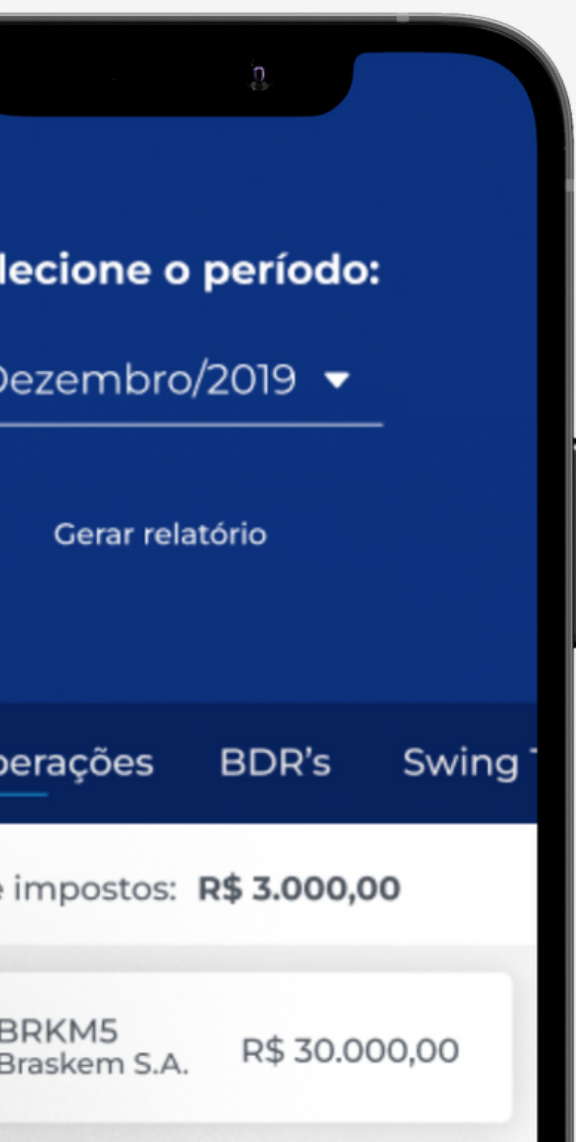 lecione o período:
Dezembro/2019
Gerar relatório
perações BDR's Swing
e impostos: R$ 3.000,00
BRKM5
Braskem S.A.
R$ 30.000,00